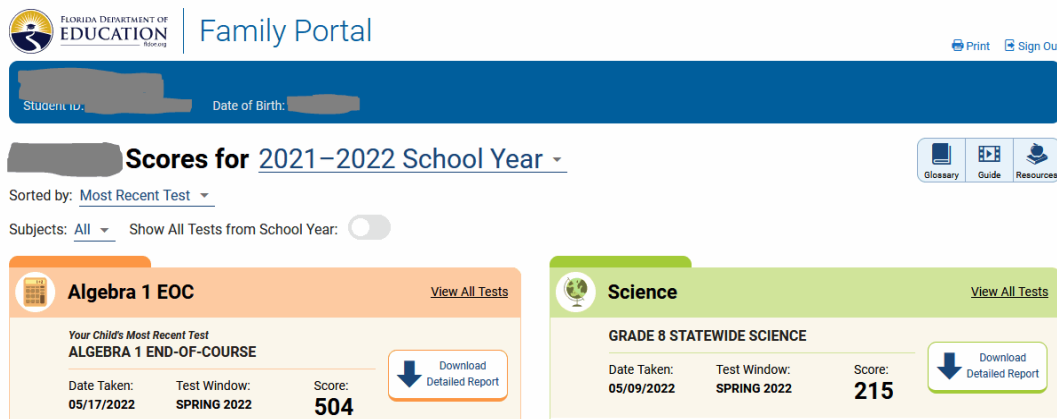 FLORIDA DEPARTMENT OF
EDUCATION
fldoe.org
Family Portal
Print Sign Ou
Student ID:
Date of Birth:
Scores for 2021–2022 School Year
Sorted by: Most Recent Test
Subjects: All Show All Tests from School Year:
Glossary Guide Resources
Algebra 1 EOC
View All Tests
Your Child's Most Recent Test
ALGEBRA 1 END-OF-COURSE
Date Taken: Test Window: Score:
05/17/2022 SPRING 2022 504
Download
Detailed Report
Science
View All Tests
GRADE 8 STATEWIDE SCIENCE
Date Taken: Test Window: Score:
05/09/2022 SPRING 2022 215
Download
Detailed Report